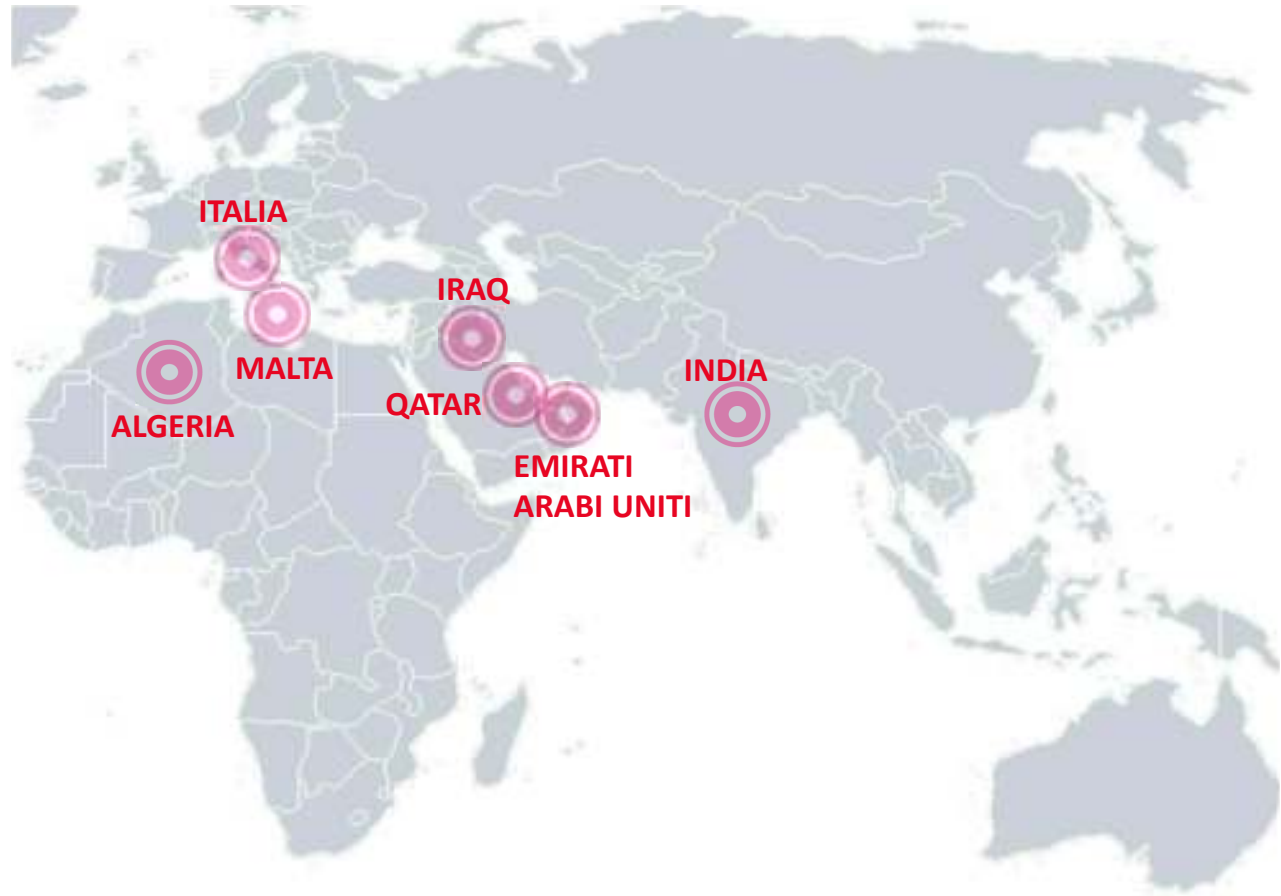 ITALIA
IRAQ
MALTA
INDIA
QATAR
ALGERIA
EMIRATI
ARABI UNITI